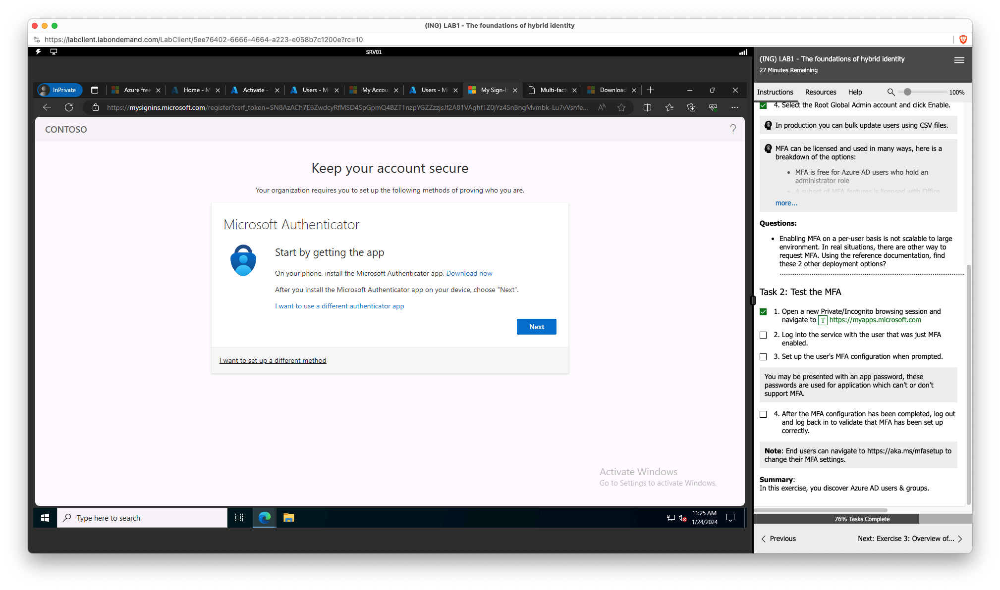 (ING) LAB1 - The foundations of hybrid identity
https://labclient.labondemand.com/LabClient/5ee76402-6666-4664-a223-e058b7c1200e?rc=10
SRV01
InPrivate
Azure free
Home - M
Activate -
Users - Mi
My Accou
Users - Mi
My Sign-In
Multi-facto
Download
https://mysignins.microsoft.com/register?csrf_token=SN8AzACh7EBZwdcyRfMSD4SpGpmQ4BZT1nzpYGZZzzjsJf2A81VAghf1Z0jYz4SnBngMvmbk-Lu7vVsnfe...
CONTOSO
?
Keep your account secure
Your organization requires you to set up the following methods of proving who you are.
Microsoft Authenticator
Start by getting the app
On your phone, install the Microsoft Authenticator app. Download now
After you install the Microsoft Authenticator app on your device, choose "Next".
I want to use a different authenticator app
Next
I want to set up a different method
Activate Windows
Go to Settings to activate Windows.
Type here to search
11:25 AM
1/24/2024
(ING) LAB1 - The foundations of hybrid identity
27 Minutes Remaining
Instructions
Resources
Help
100%
4. Select the Root Global Admin account and click Enable.
In production you can bulk update users using CSV files.
MFA can be licensed and used in many ways, here is a
breakdown of the options:
• MFA is free for Azure AD users who hold an
administrator role
• A subset of MFA features is licensed with Office
more...
Questions:
• Enabling MFA on a per-user basis is not scalable to large
environment. In real situations, there are other way to
request MFA. Using the reference documentation, find
these 2 other deployment options?
Task 2: Test the MFA
1. Open a new Private/Incognito browsing session and
navigate to T https://myapps.microsoft.com
2. Log into the service with the user that was just MFA
enabled.
3. Set up the user's MFA configuration when prompted.
You may be presented with an app password, these
passwords are used for application which can’t or don’t
support MFA.
4. After the MFA configuration has been completed, log out
and log back in to validate that MFA has been set up
correctly.
Note: End users can navigate to https://aka.ms/mfasetup to
change their MFA settings.
Summary:
In this exercise, you discover Azure AD users & groups.
76% Tasks Complete
Previous
Next: Exercise 3: Overview of...